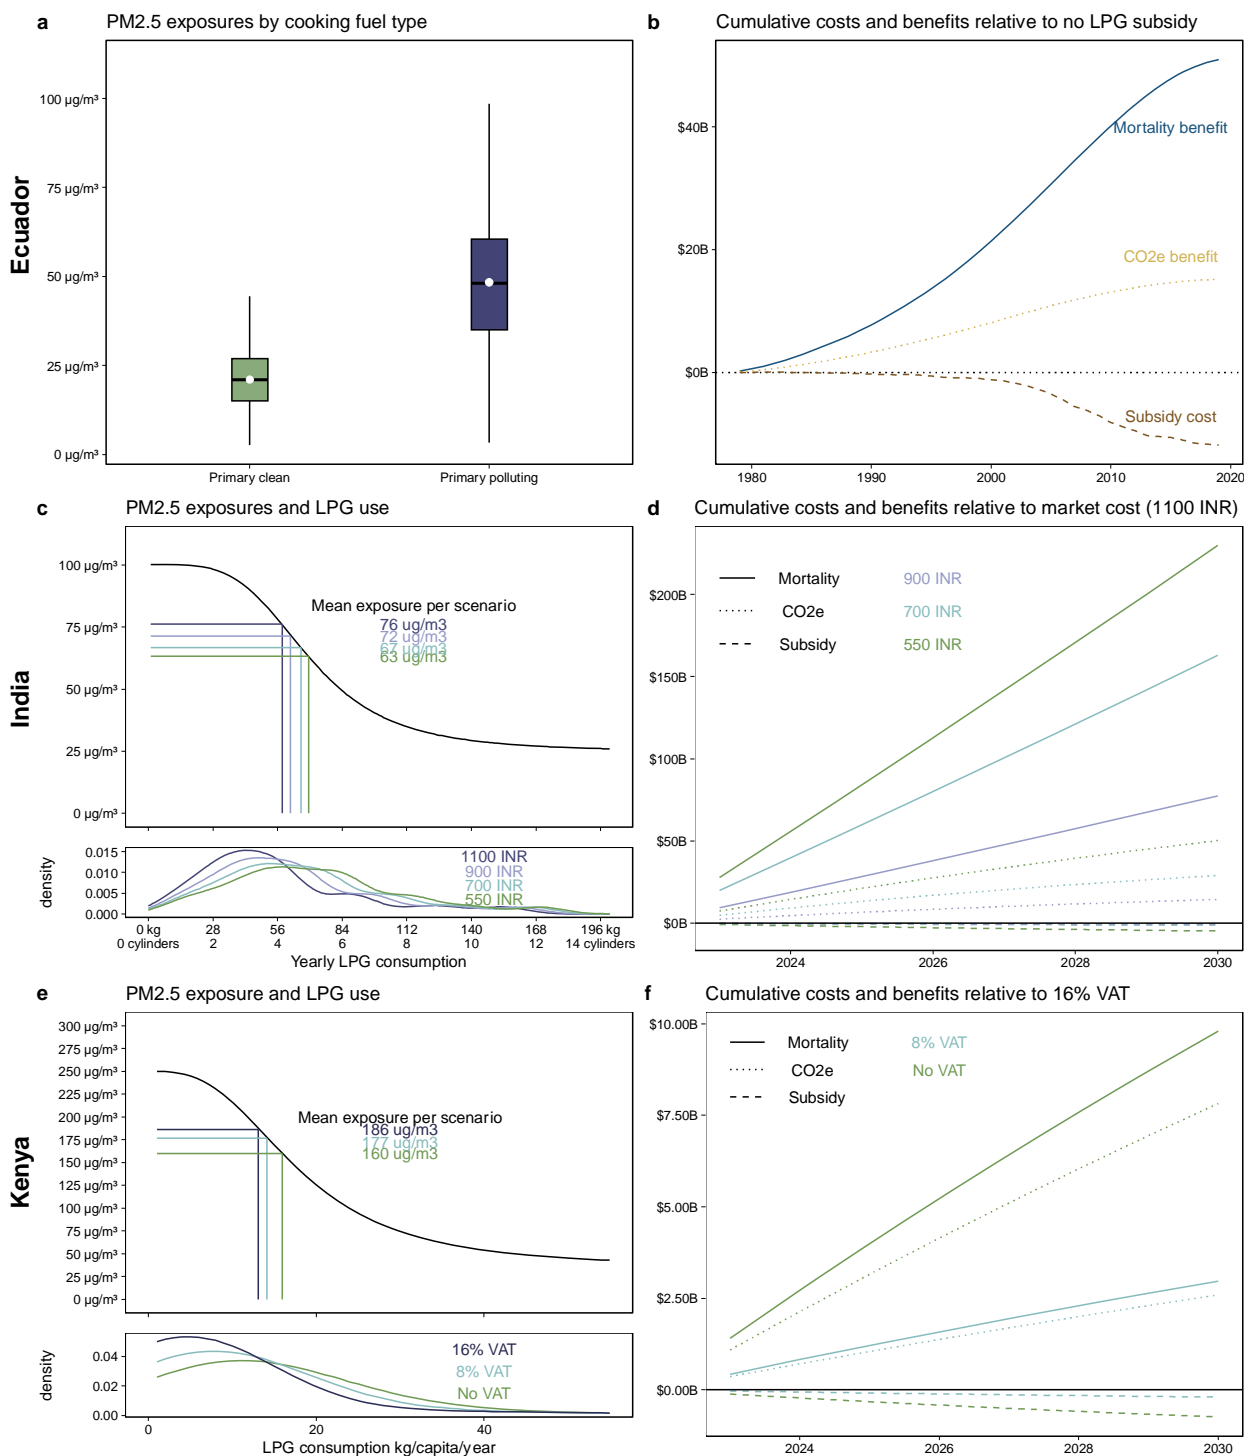 a PM2.5 exposures by cooking fuel type
Ecuador
100 µg/m³
75 µg/m³
50 µg/m³
25 µg/m³
0 µg/m³
Primary clean Primary polluting
b Cumulative costs and benefits relative to no LPG subsidy
$40B
$20B
$0B
Mortality benefit
CO2e benefit
Subsidy cost
1980 1990 2000 2010 2020
c PM2.5 exposures and LPG use
India
100 µg/m³
75 µg/m³
50 µg/m³
25 µg/m³
0 µg/m³
Mean exposure per scenario
76 ug/m3
72 ug/m3
67 ug/m3
63 ug/m3
density
0.015
0.010
0.005
0.000
1100 INR
900 INR
700 INR
550 INR
0 kg 28 56 84 112 140 168 196 kg
0 cylinders 2 4 6 8 10 12 14 cylinders
Yearly LPG consumption
d Cumulative costs and benefits relative to market cost (1100 INR)
$200B
$150B
$100B
$50B
$0B
Mortality 900 INR
CO2e 700 INR
Subsidy 550 INR
2024 2026 2028 2030
e PM2.5 exposure and LPG use
Kenya
300 µg/m³
275 µg/m³
250 µg/m³
225 µg/m³
200 µg/m³
175 µg/m³
150 µg/m³
125 µg/m³
100 µg/m³
75 µg/m³
50 µg/m³
25 µg/m³
0 µg/m³
Mean exposure per scenario
186 ug/m3
177 ug/m3
160 ug/m3
density
0.04
0.02
0.00
16% VAT
8% VAT
No VAT
0 20 40
LPG consumption kg/capita/year
f Cumulative costs and benefits relative to 16% VAT
$10.00B
$7.50B
$5.00B
$2.50B
$0.00B
Mortality 8% VAT
CO2e No VAT
Subsidy
2024 2026 2028 2030